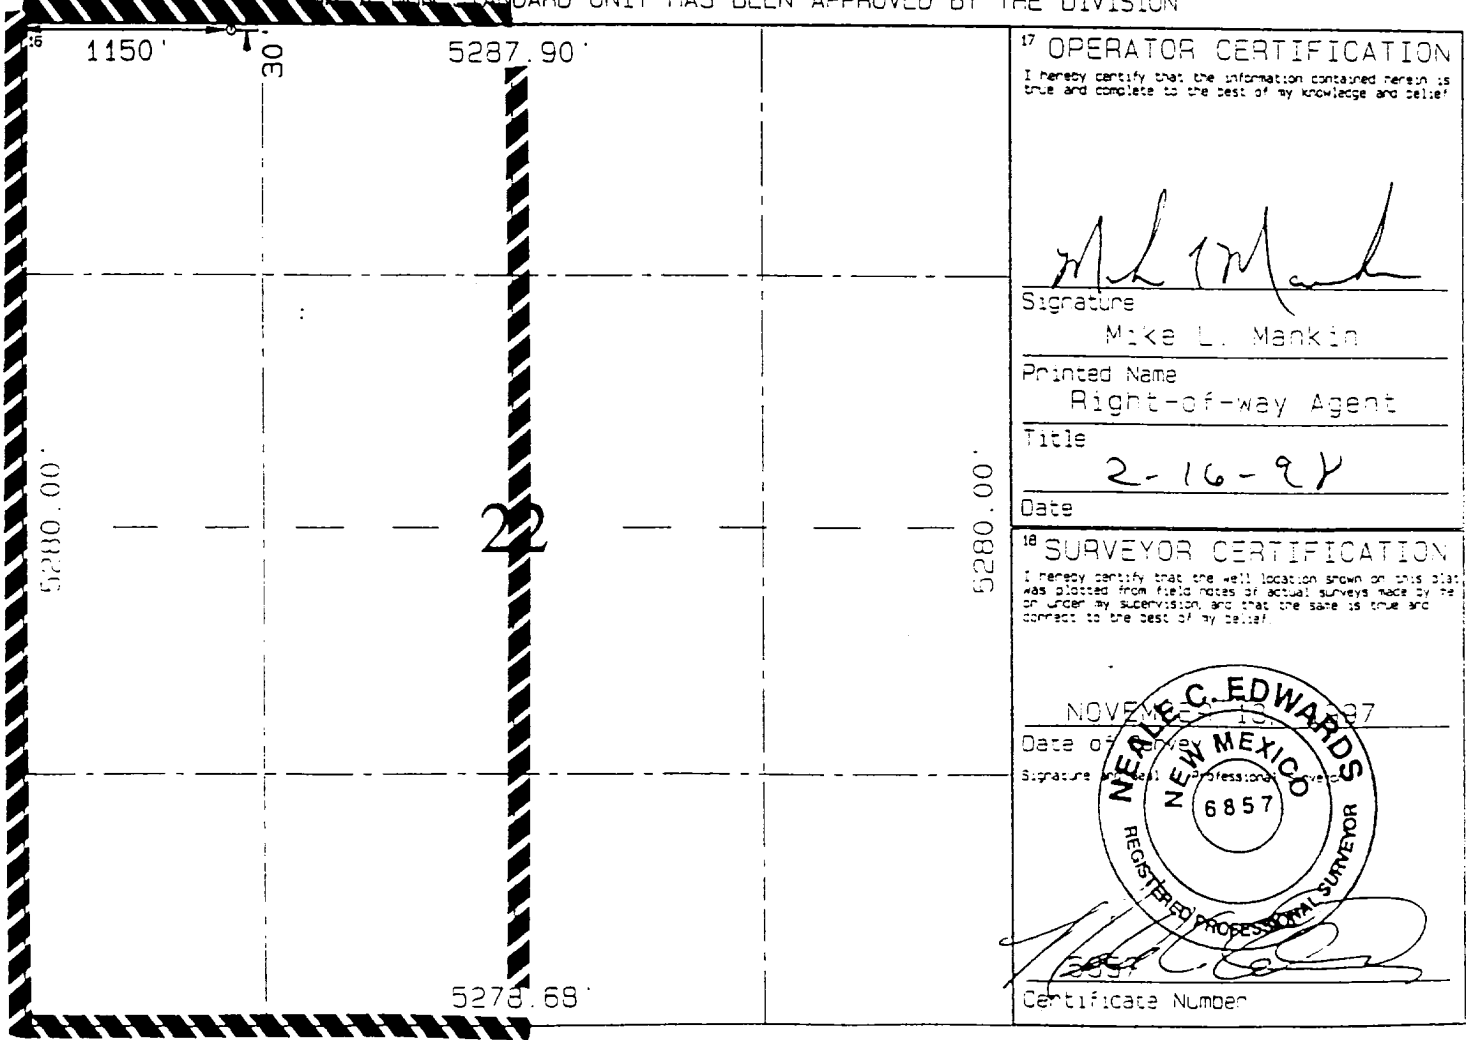 STANDARD UNIT HAS BEEN APPROVED BY THE DIVISION
16
1150'
30'
5287.90'
5280.00'
22
5280.00'
5278.68'
17 OPERATOR CERTIFICATION
I hereby certify that the information contained herein is
true and complete to the best of my knowledge and belief
Signature
Mike L. Mankin
Printed Name
Right-of-way Agent
Title
2-16-98
Date
18 SURVEYOR CERTIFICATION
I hereby certify that the well location shown on this plat
was plotted from field notes of actual surveys made by me
or under my supervision, and that the same is true and
correct to the best of my belief.
NOVEMBER 1997
Date of Survey
Signature and Seal Professional Surveyor
NEALE C. EDWARDS
NEW MEXICO
6857
REGISTERED PROFESSIONAL SURVEYOR
6857
Certificate Number